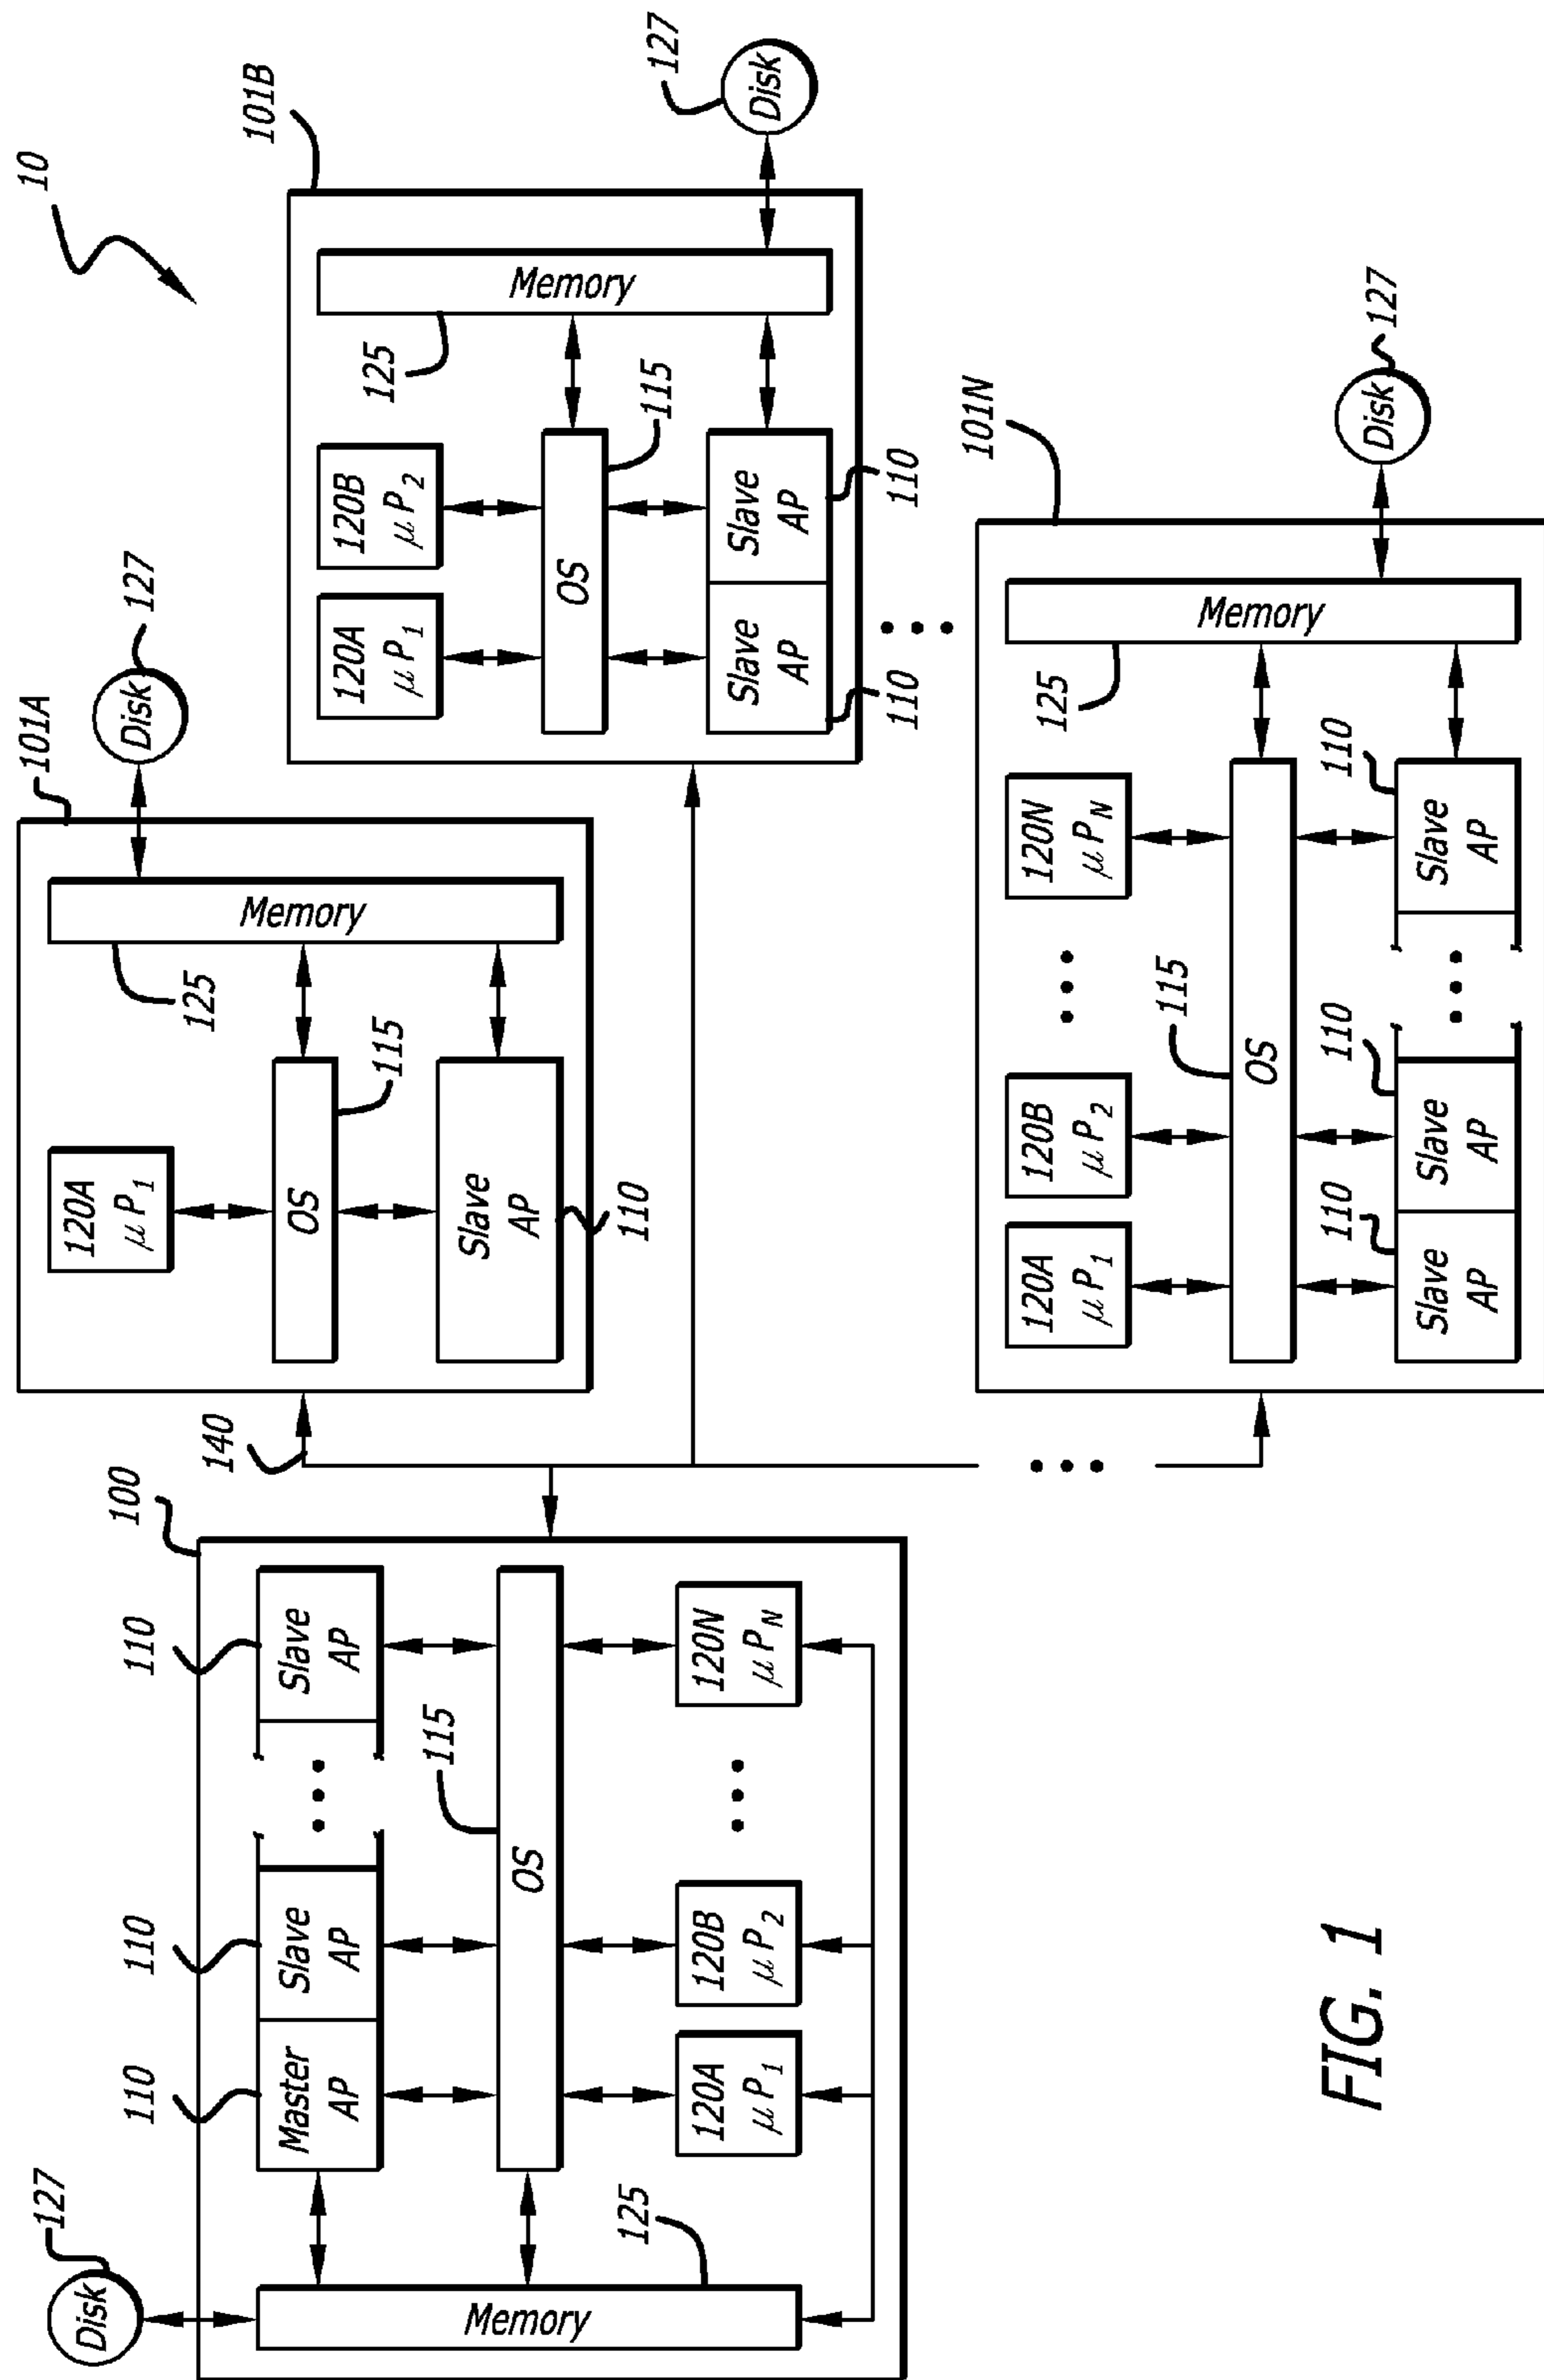 10
127
Disk
110
110
110
100
Master
AP
Slave
AP
• • •
Slave
AP
115
OS
Memory
125
120A
μP₁
120B
μP₂
• • •
120N
μP_N
140
101A
120A
μP₁
125
Memory
127
Disk
OS
115
Slave
AP
110
101B
120A
μP₁
120B
μP₂
125
Memory
127
Disk
OS
115
Slave
AP
Slave
AP
110
110
• • •
• • •
101N
120A
μP₁
120B
μP₂
• • •
120N
μP_N
125
Memory
127
Disk
115
OS
110
110
110
Slave
AP
Slave
AP
• • •
Slave
AP
FIG. 1